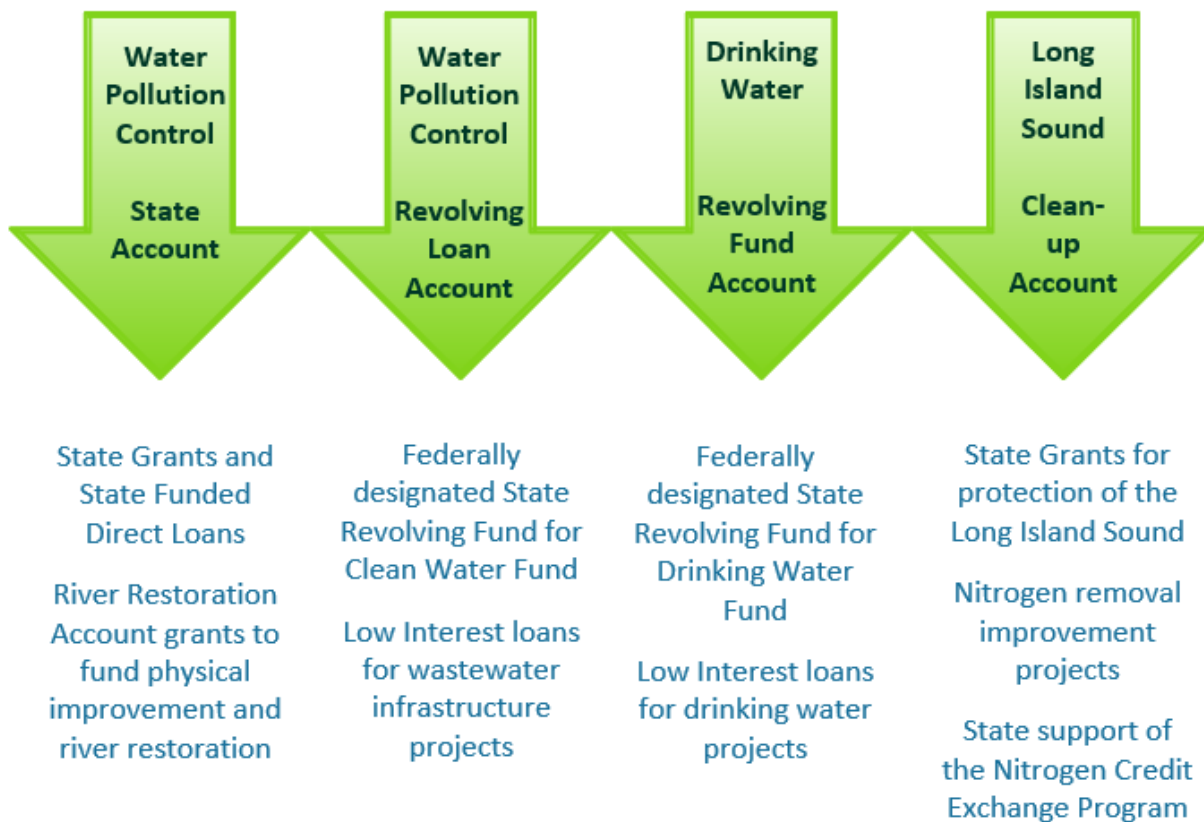 Water
Pollution
Control
State
Account
Water
Pollution
Control
Revolving
Loan
Account
Drinking
Water
Revolving
Fund
Account
Long
Island
Sound
Clean-
up
Account
State Grants and
State Funded
Direct Loans
River Restoration
Account grants to
fund physical
improvement and
river restoration
Federally
designated State
Revolving Fund for
Clean Water Fund
Low Interest loans
for wastewater
infrastructure
projects
Federally
designated State
Revolving Fund for
Drinking Water
Fund
Low Interest loans
for drinking water
projects
State Grants for
protection of the
Long Island Sound
Nitrogen removal
improvement
projects
State support of
the Nitrogen Credit
Exchange Program